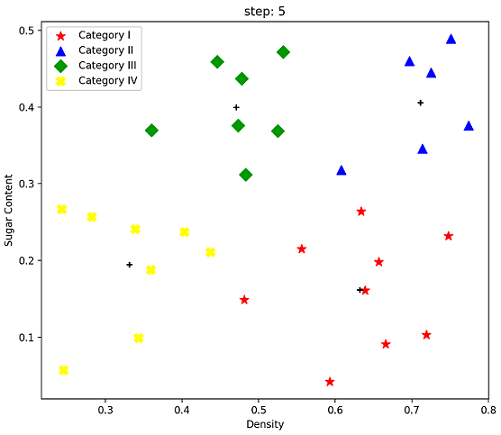 step: 5
0.5
0.4
0.3
0.2
0.1
Sugar Content
Category I
Category II
Category III
Category IV
0.3 0.4 0.5 0.6 0.7 0.8
Density